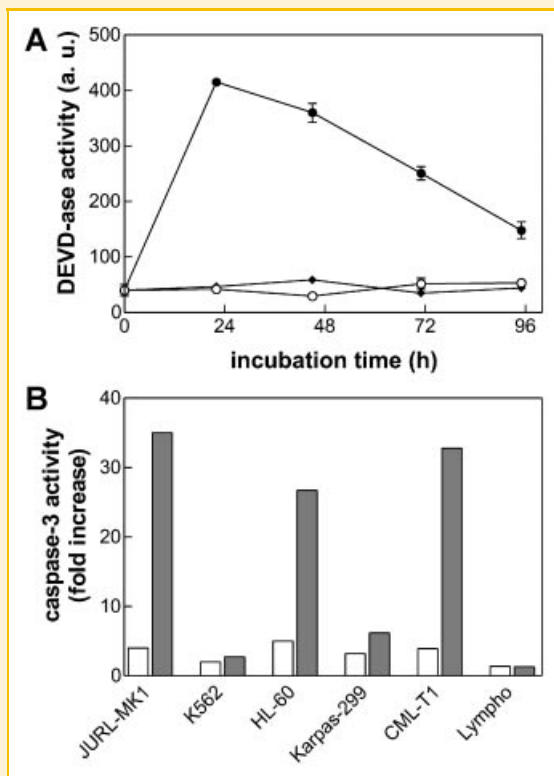 A
DEVD-ase activity (a. u.)
500
400
300
200
100
0
0 24 48 72 96
incubation time (h)
B
caspase-3 activity
(fold increase)
40
30
20
10
0
JURL-MK1 K562 HL-60 Karpas-299 CML-T1 Lympho